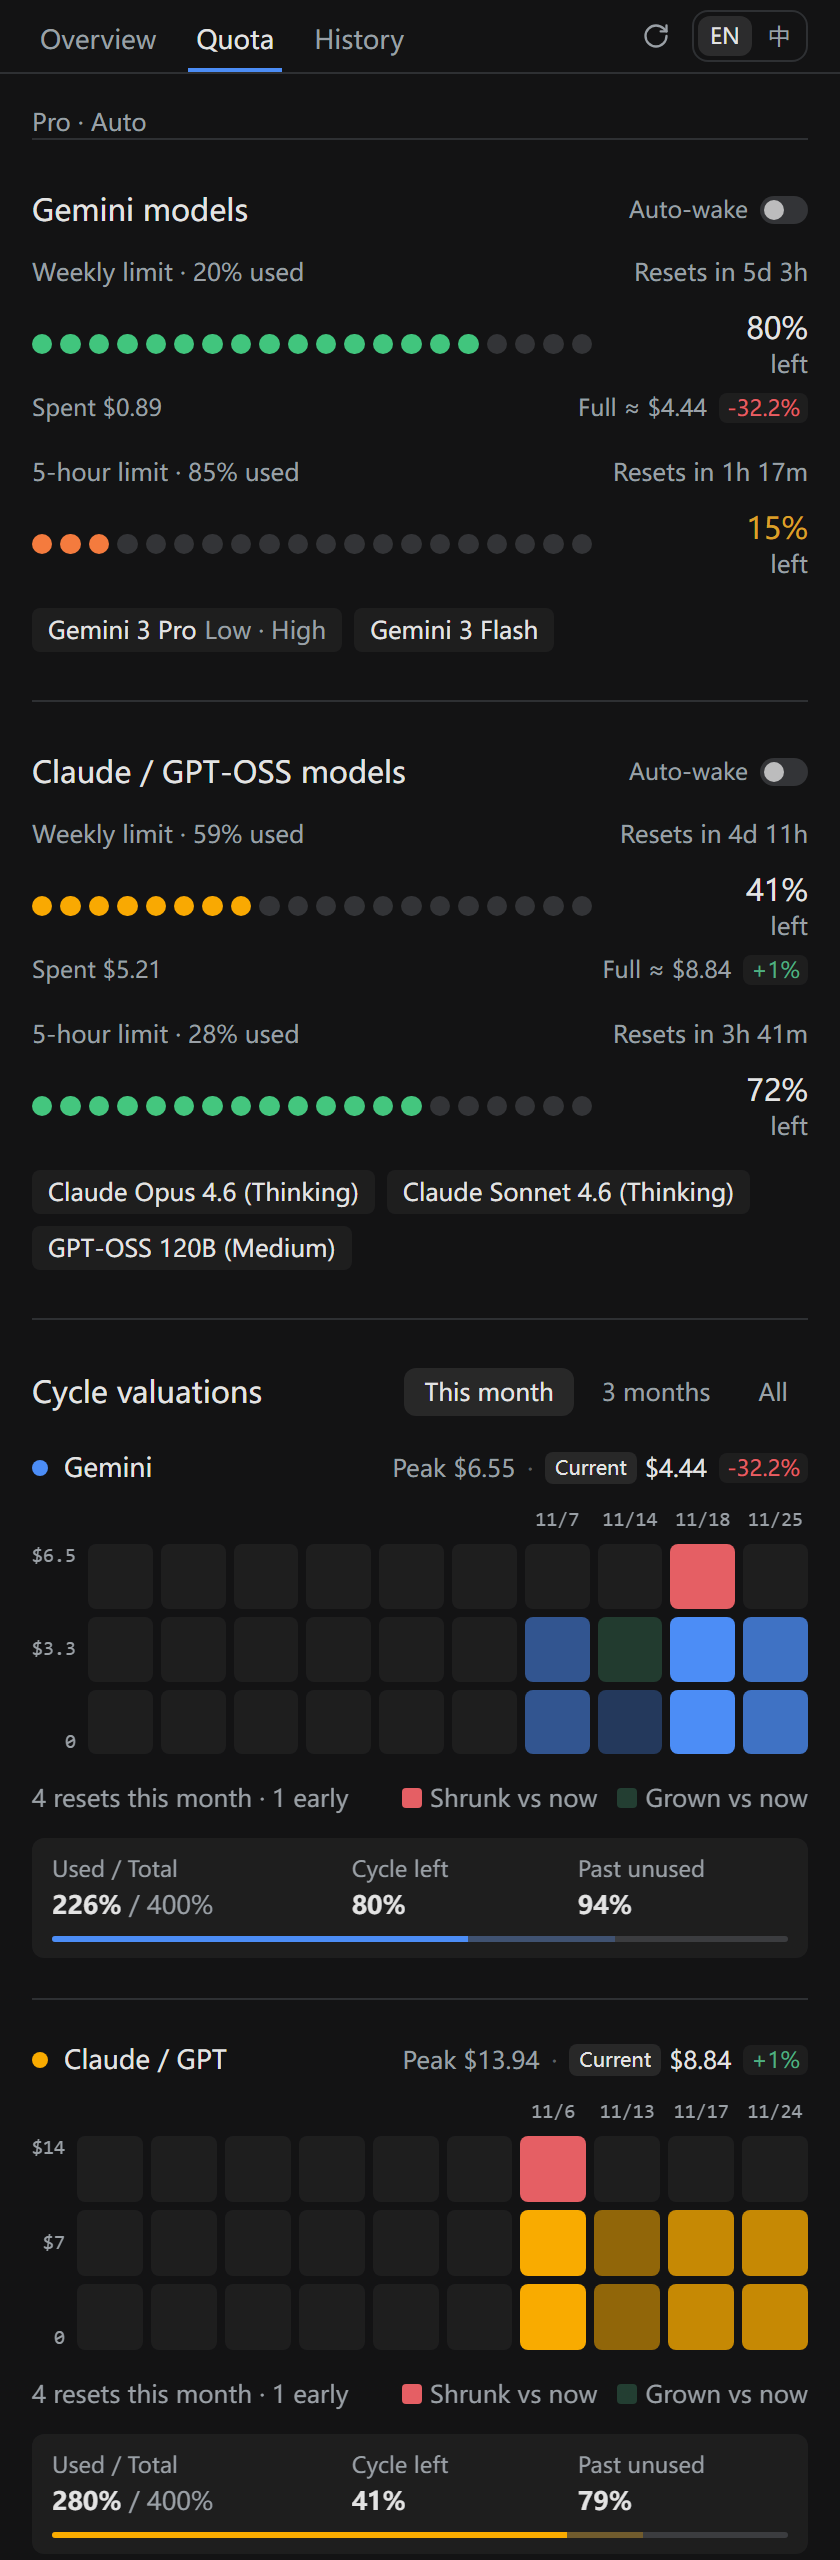 Overview Quota History EN 中
Pro · Auto
Gemini models Auto-wake
Weekly limit · 20% used Resets in 5d 3h
80%
left
Spent $0.89 Full ≈ $4.44 -32.2%
5-hour limit · 85% used Resets in 1h 17m
15%
left
Gemini 3 Pro Low · High Gemini 3 Flash
Claude / GPT-OSS models Auto-wake
Weekly limit · 59% used Resets in 4d 11h
41%
left
Spent $5.21 Full ≈ $8.84 +1%
5-hour limit · 28% used Resets in 3h 41m
72%
left
Claude Opus 4.6 (Thinking) Claude Sonnet 4.6 (Thinking)
GPT-OSS 120B (Medium)
Cycle valuations This month 3 months All
Gemini Peak $6.55 · Current $4.44 -32.2%
11/7 11/14 11/18 11/25
$6.5
$3.3
0
4 resets this month · 1 early Shrunk vs now Grown vs now
Used / Total Cycle left Past unused
226% / 400% 80% 94%
Claude / GPT Peak $13.94 · Current $8.84 +1%
11/6 11/13 11/17 11/24
$14
$7
0
4 resets this month · 1 early Shrunk vs now Grown vs now
Used / Total Cycle left Past unused
280% / 400% 41% 79%